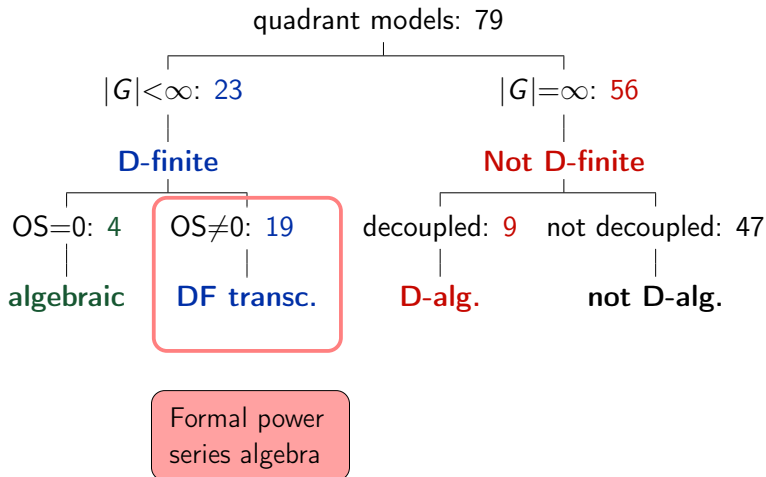 quadrant models: 79
|G|<∞: 23
|G|=∞: 56
D-finite
Not D-finite
OS=0: 4
OS≠0: 19
decoupled: 9
not decoupled: 47
algebraic
DF transc.
D-alg.
not D-alg.
Formal power
series algebra